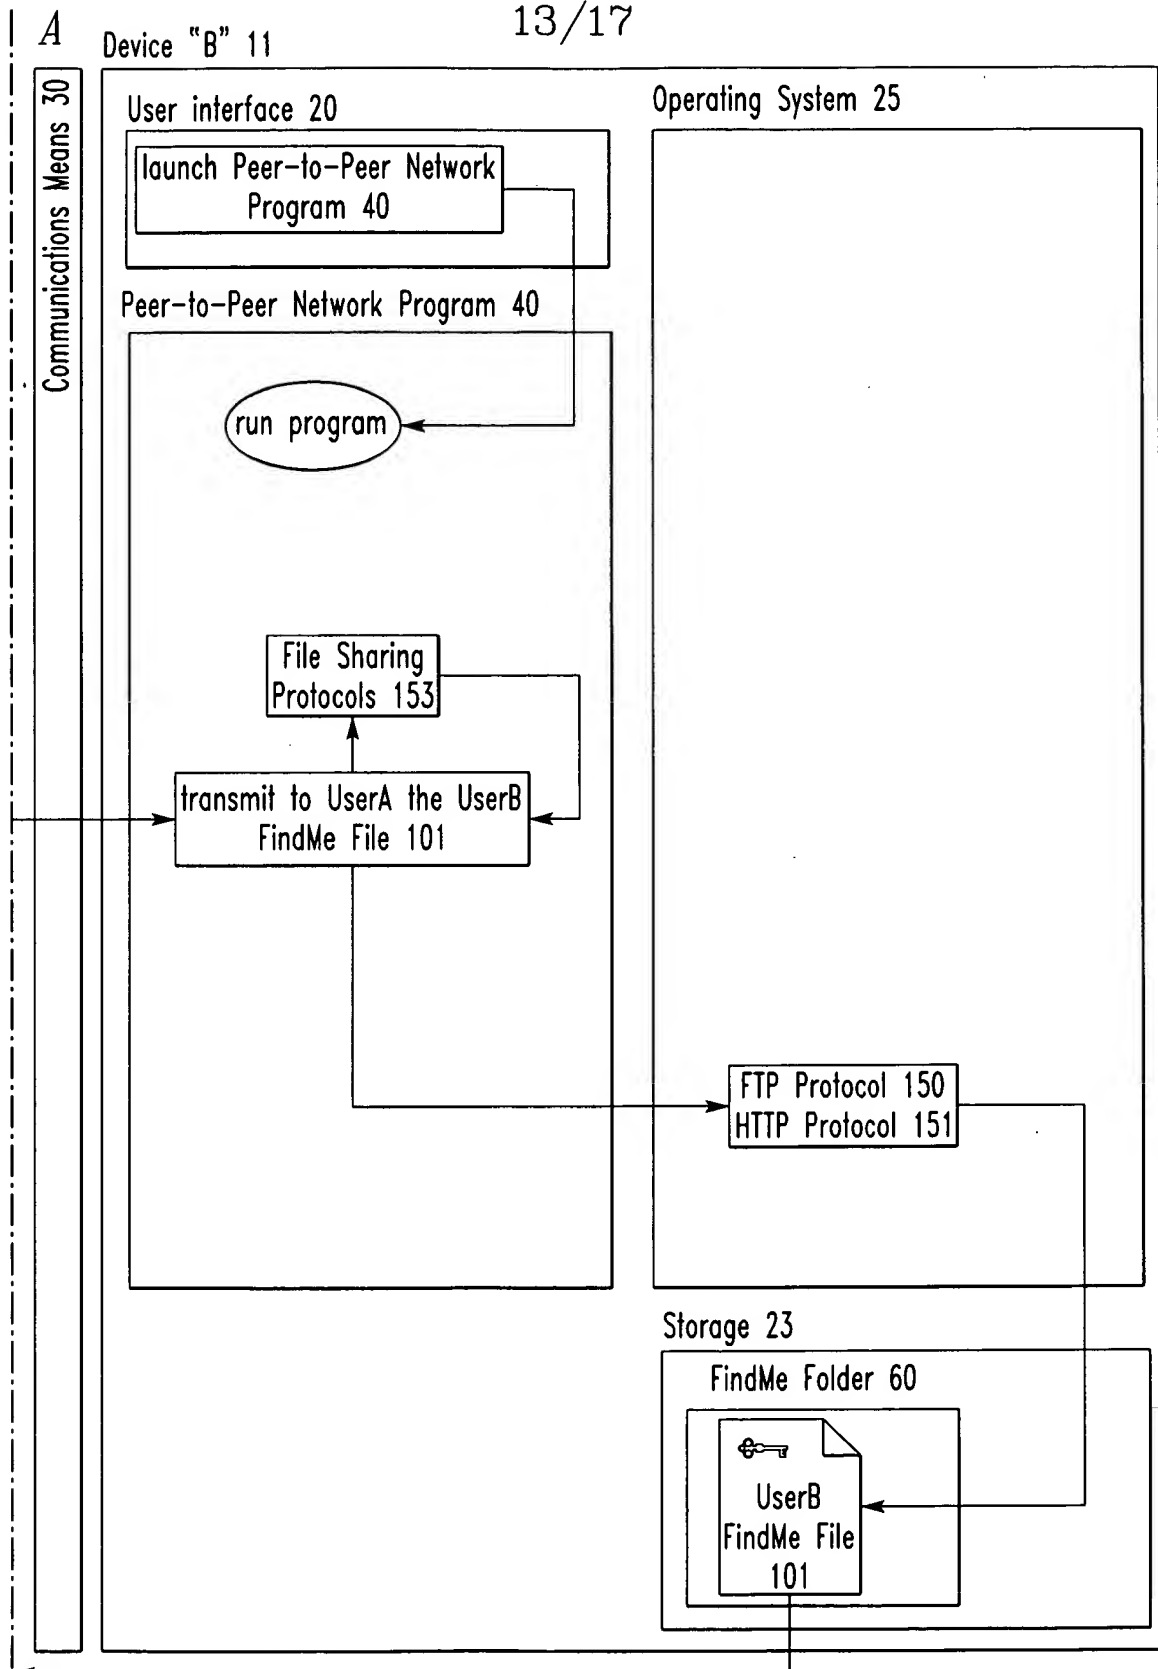 13/17
A
Device "B" 11
Communications Means 30
User interface 20
launch Peer-to-Peer Network
Program 40
Operating System 25
Peer-to-Peer Network Program 40
run program
File Sharing
Protocols 153
transmit to UserA the UserB
FindMe File 101
FTP Protocol 150
HTTP Protocol 151
Storage 23
FindMe Folder 60
UserB
FindMe File
101